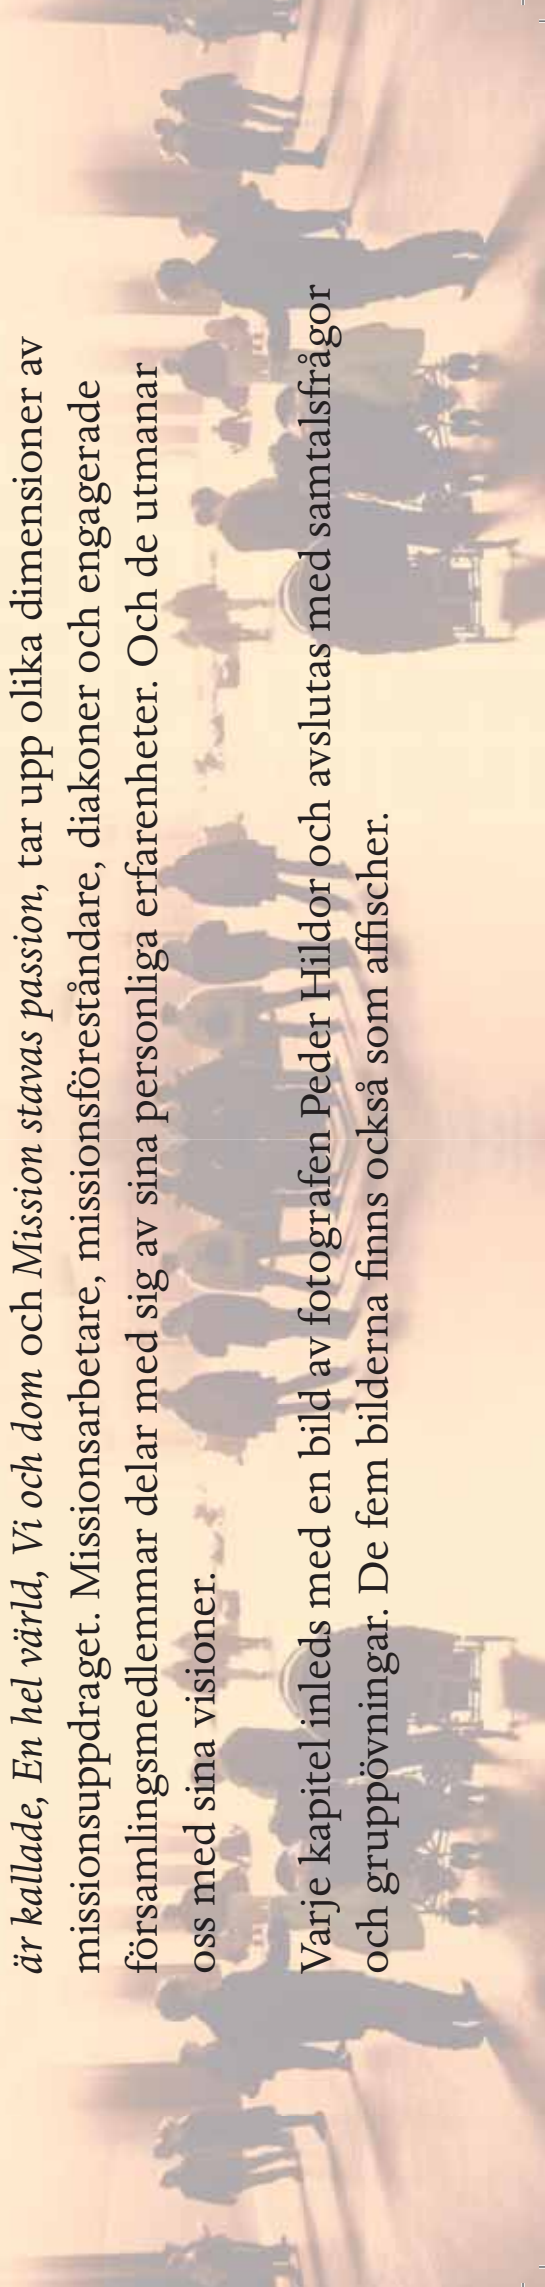 är kallade, En hel värld, Vi och dom och Mission stavas passion, tar upp olika dimensioner av
missionsuppdraget. Missionsarbetare, missionsföreståndare, diakoner och engagerade
församlingsmedlemmar delar med sig av sina personliga erfarenheter. Och de utmanar
oss med sina visioner.
Varje kapitel inleds med en bild av fotografen Peder Hildor och avslutas med samtalsfrågor
och gruppövningar. De fem bilderna finns också som affischer.